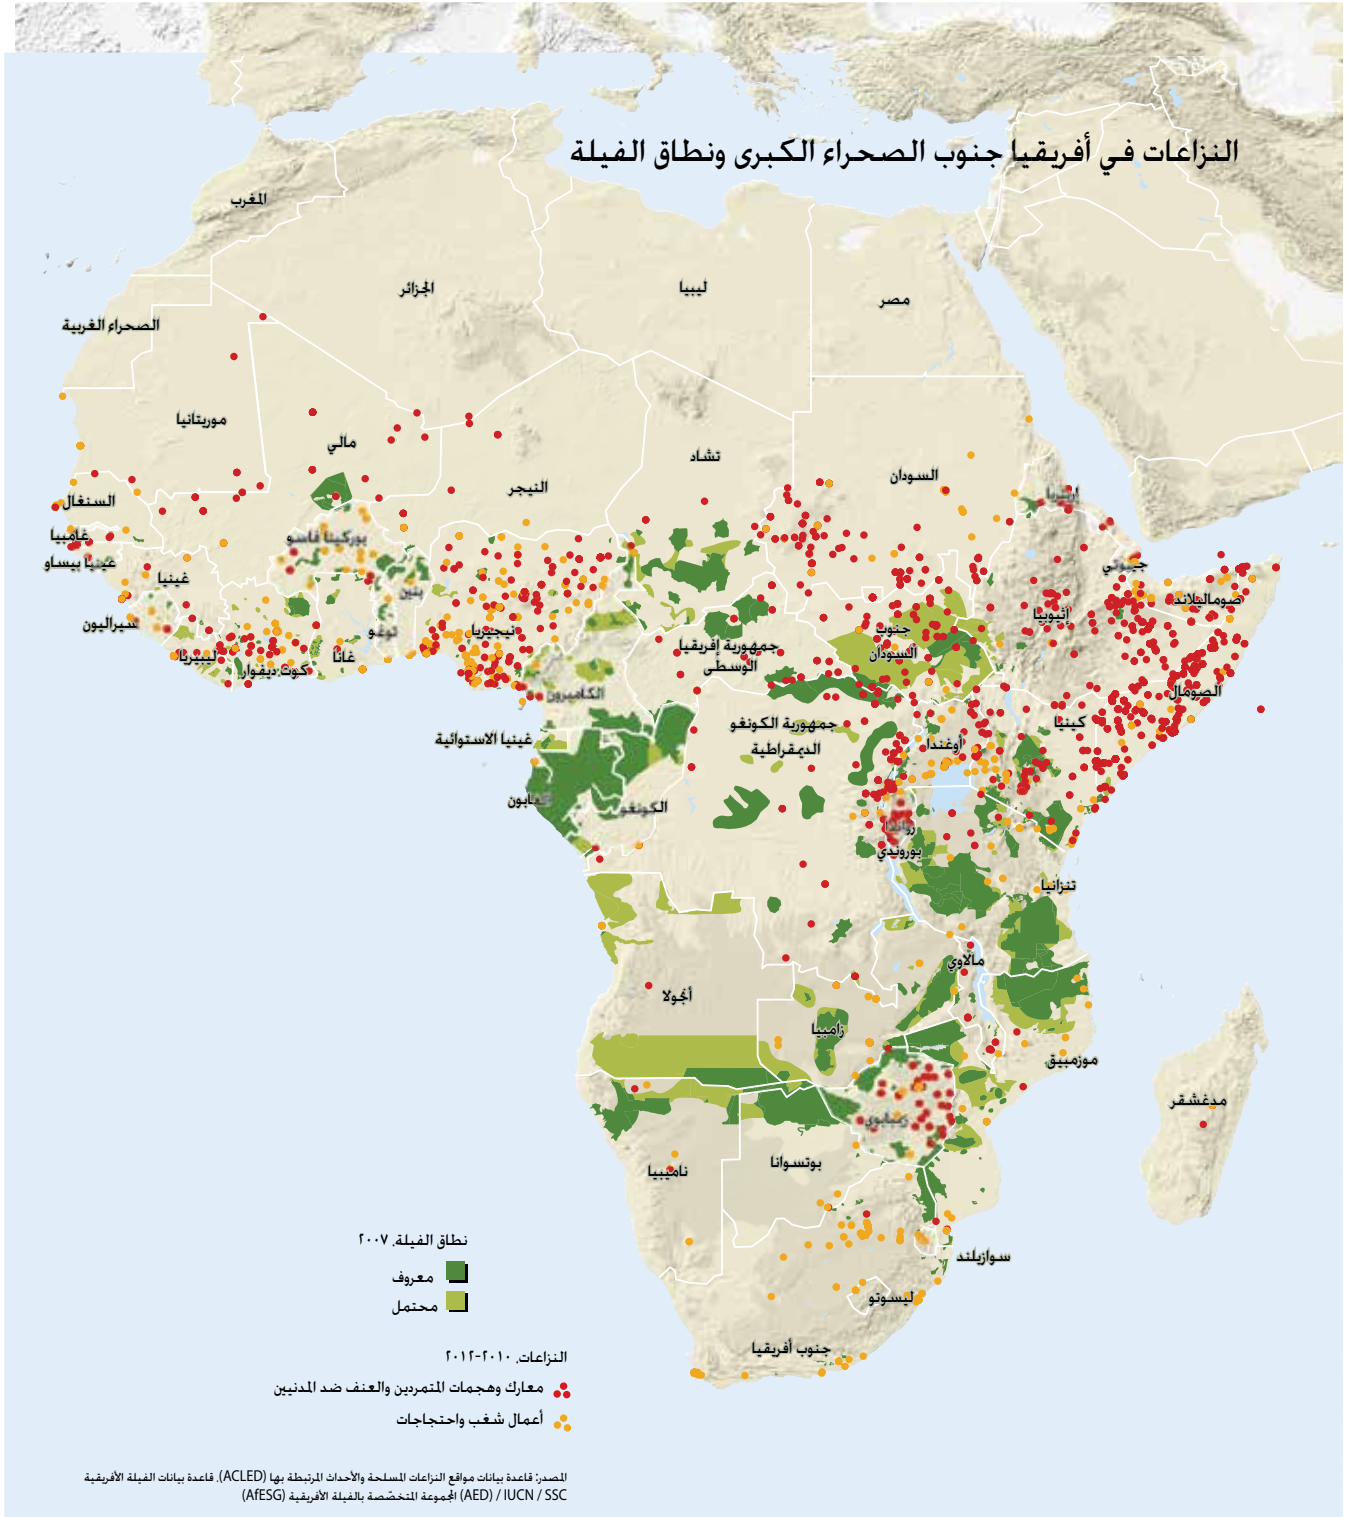 النزاعات في أفريقيا جنوب الصحراء الكبرى ونطاق الفيلة
المغرب
الجزائر
ليبيا
مصر
الصحراء الغربية
موريتانيا
مالي
النيجر
تشاد
السودان
إريتريا
السنغال
غامبيا
غينيا بيساو
بوركينا فاسو
جيبوتي
غينيا
بنين
صوماليلاند
إثيوبيا
سيراليون
توغو
نيجيريا
جنوب
السودان
ليبيريا
كوت ديفوار
غانا
جمهورية إفريقيا
الوسطى
الصومال
الكاميرون
كينيا
جمهورية الكونغو
الديمقراطية
أوغندا
غينيا الاستوائية
الغابون
الكونغو
رواندا
بوروندي
تنزانيا
مالاوي
أنجولا
زامبيا
موزمبيق
مدغشقر
زيمبابوي
بوتسوانا
ناميبيا
سوازيلند
ليسوتو
جنوب أفريقيا
نطاق الفيلة، ٢٠٠٧
معروف
محتمل
النزاعات، ٢٠١٠-٢٠١٢
معارك وهجمات المتمردين والعنف ضد المدنيين
أعمال شغب واحتجاجات
المصدر: قاعدة بيانات مواقع النزاعات المسلحة والأحداث المرتبطة بها (ACLED)، قاعدة بيانات الفيلة الأفريقية
(AED) / IUCN / SSC المجموعة المتخصّصة بالفيلة الأفريقية (AfESG)